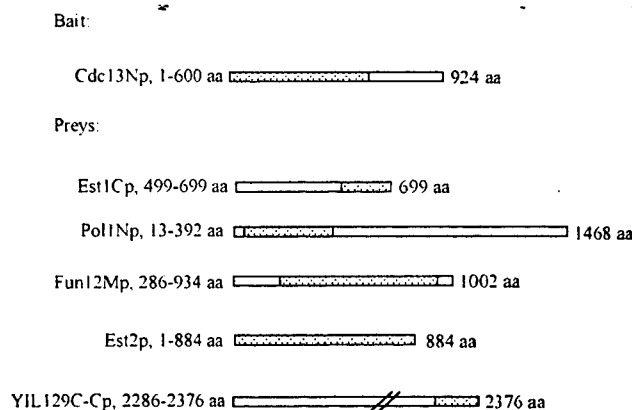 Bait:
Cdc13Np, 1-600 aa 924 aa
Preys:
Est1Cp, 499-699 aa 699 aa
Pol1Np, 13-392 aa 1468 aa
Fun12Mp, 286-934 aa 1002 aa
Est2p, 1-884 aa 884 aa
YIL129C-Cp, 2286-2376 aa 2376 aa